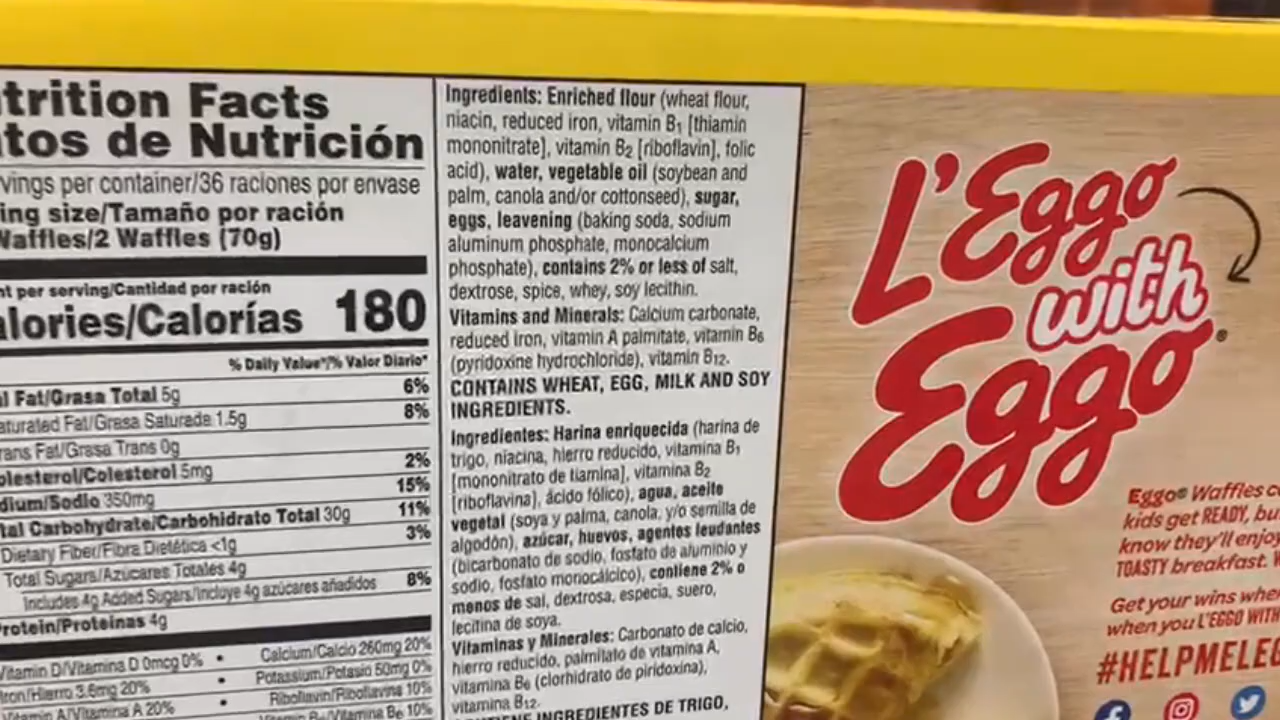 trition Facts
tos de Nutrición
vings per container/36 raciones por envase
ing size/Tamaño por ración
Waffles/2 Waffles (70g)
nt per serving/Cantidad por ración
alories/Calorías 180
% Daily Value*/% Valor Diario*
l Fat/Grasa Total 5g 6%
aturated Fat/Grasa Saturada 1.5g 8%
rans Fat/Grasa Trans 0g
olesterol/Colesterol 5mg 2%
dium/Sodio 350mg 15%
tal Carbohydrate/Carbohidrato Total 30g 11%
Dietary Fiber/Fibra Dietética <1g 3%
Total Sugars/Azúcares Totales 4g
Includes 4g Added Sugars/Incluye 4g azúcares añadidos 8%
Protein/Proteínas 4g
Vitamin D/Vitamina D 0mcg 0% • Calcium/Calcio 260mg 20%
Iron/Hierro 3.6mg 20% • Potassium/Potasio 50mg 0%
Vitamin A/Vitamina A 20% • Riboflavin/Riboflavina 10%
Vitamin B6/Vitamina B6 10%
Ingredients: Enriched flour (wheat flour,
niacin, reduced iron, vitamin B1 [thiamin
mononitrate], vitamin B2 [riboflavin], folic
acid), water, vegetable oil (soybean and
palm, canola and/or cottonseed), sugar,
eggs, leavening (baking soda, sodium
aluminum phosphate, monocalcium
phosphate), contains 2% or less of salt,
dextrose, spice, whey, soy lecithin.
Vitamins and Minerals: Calcium carbonate,
reduced iron, vitamin A palmitate, vitamin B6
(pyridoxine hydrochloride), vitamin B12.
CONTAINS WHEAT, EGG, MILK AND SOY
INGREDIENTS.
Ingredientes: Harina enriquecida (harina de
trigo, niacina, hierro reducido, vitamina B1
[mononitrato de tiamina], vitamina B2
[riboflavina], ácido fólico), agua, aceite
vegetal (soya y palma, canola, y/o semilla de
algodón), azúcar, huevos, agentes leudantes
(bicarbonato de sodio, fosfato de aluminio y
sodio, fosfato monocálcico), contiene 2% o
menos de sal, dextrosa, especia, suero,
lecitina de soya.
Vitaminas y Minerales: Carbonato de calcio,
hierro reducido, palmitato de vitamina A,
vitamina B6 (clorhidrato de piridoxina),
vitamina B12.
CONTIENE INGREDIENTES DE TRIGO,
L'Eggo
with
Eggo®
Eggo® Waffles c
kids get READY, bu
know they'll enjoy
TOASTY breakfast.
Get your wins whe
when you L'EGGO WITH
#HELPMELEG